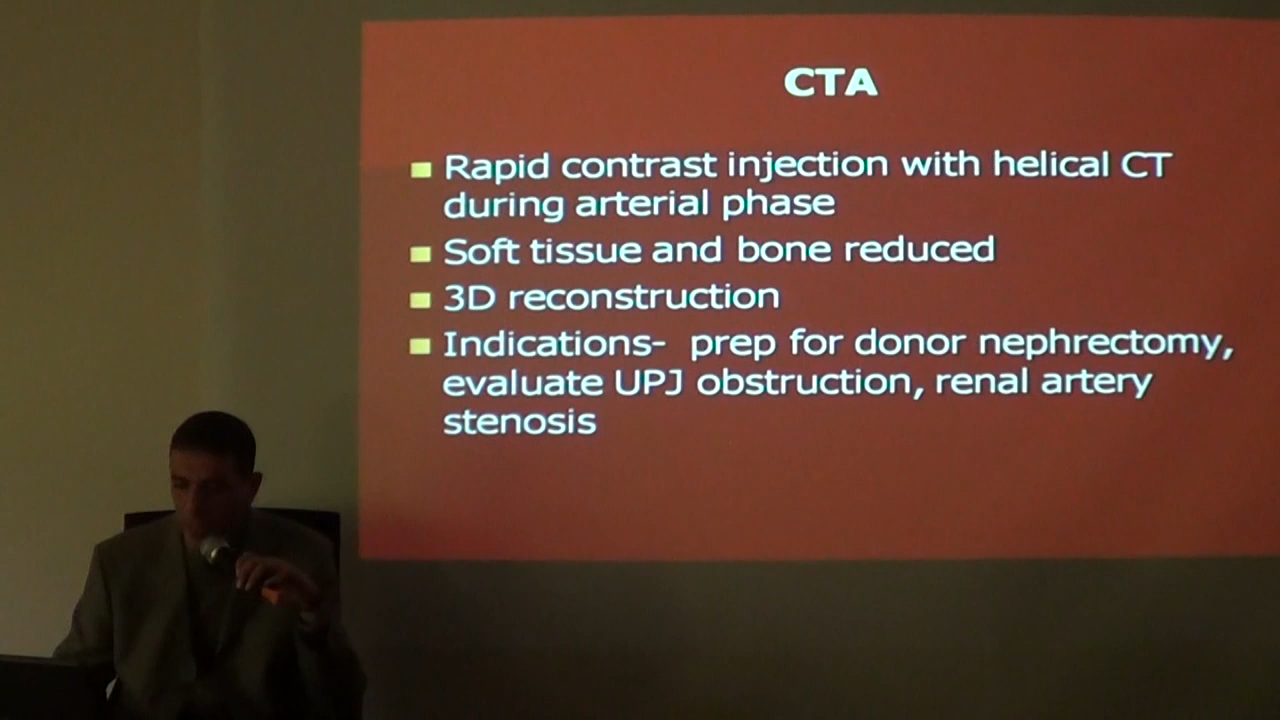 CTA
Rapid contrast injection with helical CT
during arterial phase
Soft tissue and bone reduced
3D reconstruction
Indications- prep for donor nephrectomy,
evaluate UPJ obstruction, renal artery
stenosis